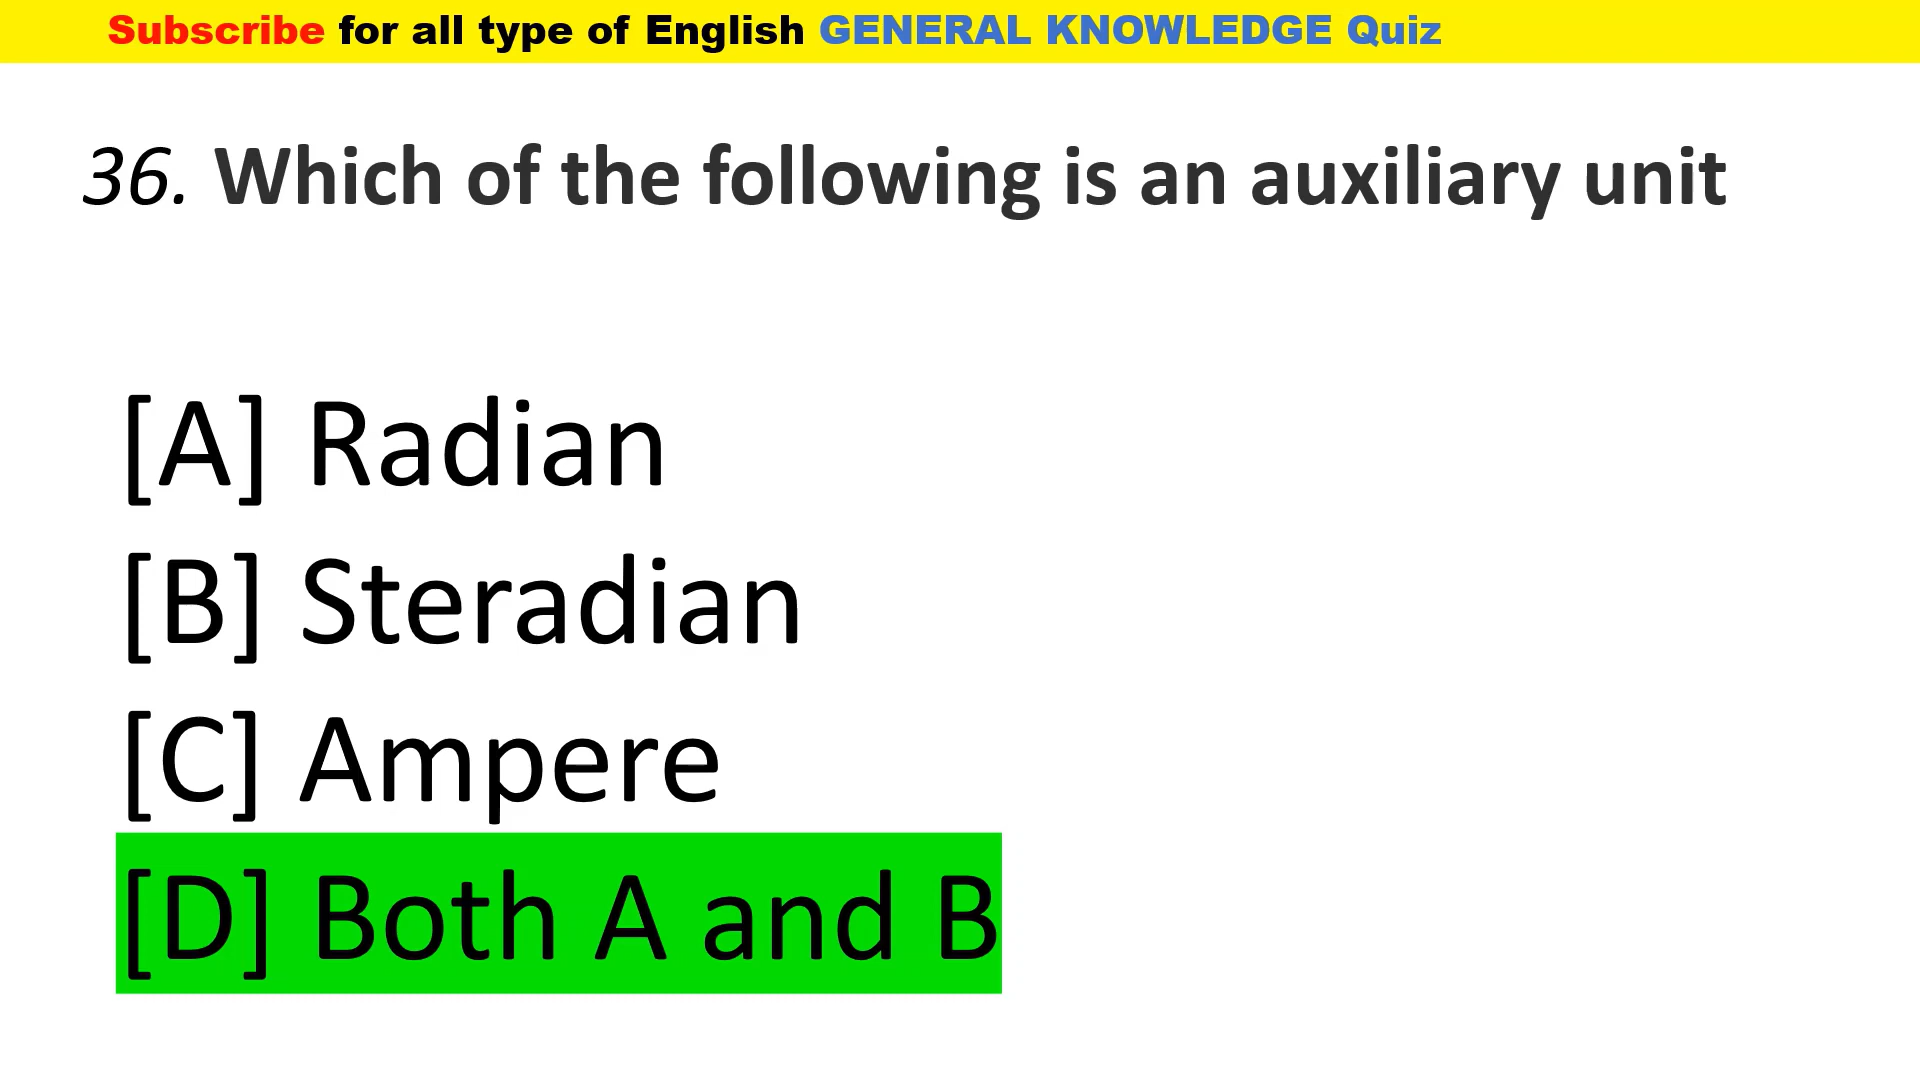 Subscribe for all type of English GENERAL KNOWLEDGE Quiz
36. Which of the following is an auxiliary unit
[A] Radian
[B] Steradian
[C] Ampere
[D] Both A and B